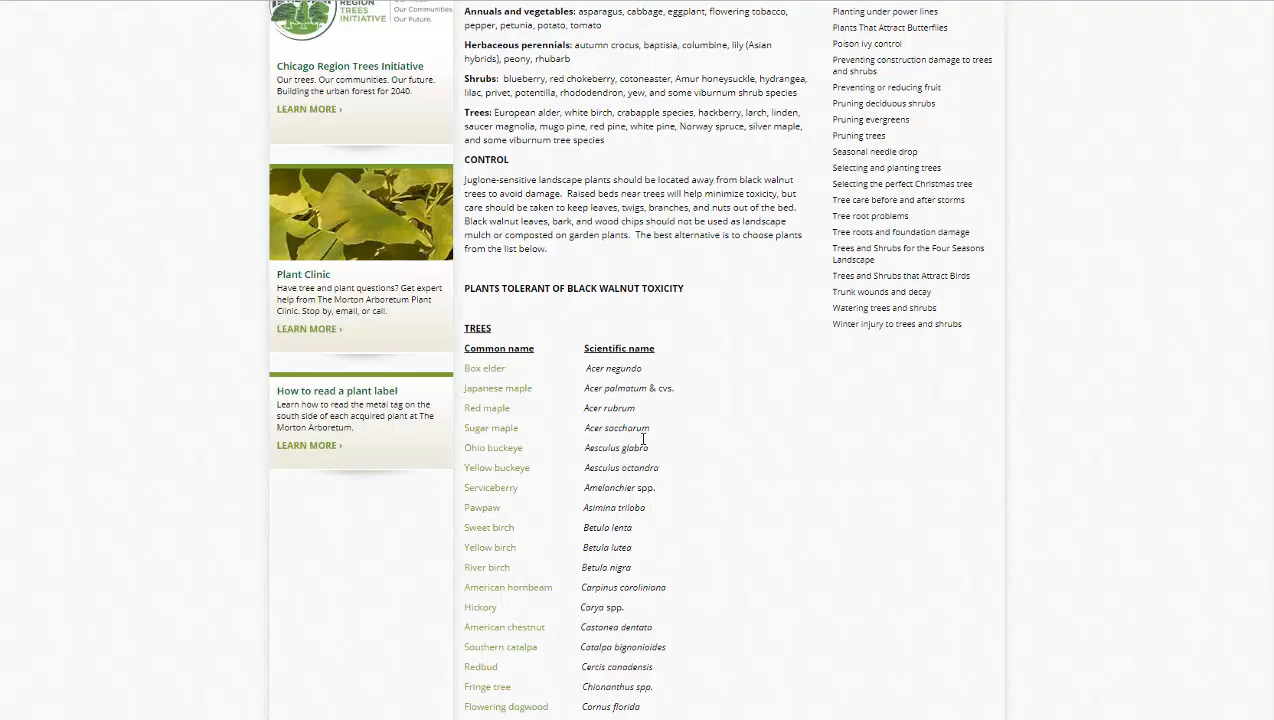 REGION
TREES
INITIATIVE
Our Communities.
Our Future.
Chicago Region Trees Initiative
Our trees. Our communities. Our future.
Building the urban forest for 2040.
LEARN MORE ›
Plant Clinic
Have tree and plant questions? Get expert
help from The Morton Arboretum Plant
Clinic. Stop by, email, or call.
LEARN MORE ›
How to read a plant label
Learn how to read the metal tag on the
south side of each acquired plant at The
Morton Arboretum.
LEARN MORE ›
Annuals and vegetables: asparagus, cabbage, eggplant, flowering tobacco,
pepper, petunia, potato, tomato
Herbaceous perennials: autumn crocus, baptisia, columbine, lily (Asian
hybrids), peony, rhubarb
Shrubs: blueberry, red chokeberry, cotoneaster, Amur honeysuckle, hydrangea,
lilac, privet, potentilla, rhododendron, yew, and some viburnum shrub species
Trees: European alder, white birch, crabapple species, hackberry, larch, linden,
saucer magnolia, mugo pine, red pine, white pine, Norway spruce, silver maple,
and some viburnum tree species
CONTROL
Juglone-sensitive landscape plants should be located away from black walnut
trees to avoid damage. Raised beds near trees will help minimize toxicity, but
care should be taken to keep leaves, twigs, branches, and nuts out of the bed.
Black walnut leaves, bark, and wood chips should not be used as landscape
mulch or composted on garden plants. The best alternative is to choose plants
from the list below.
PLANTS TOLERANT OF BLACK WALNUT TOXICITY
TREES
Common name Scientific name
Box elder Acer negundo
Japanese maple Acer palmatum & cvs.
Red maple Acer rubrum
Sugar maple Acer saccharum
Ohio buckeye Aesculus glabra
Yellow buckeye Aesculus octandra
Serviceberry Amelanchier spp.
Pawpaw Asimina triloba
Sweet birch Betula lenta
Yellow birch Betula lutea
River birch Betula nigra
American hornbeam Carpinus caroliniana
Hickory Carya spp.
American chestnut Castanea dentata
Southern catalpa Catalpa bignonioides
Redbud Cercis canadensis
Fringe tree Chionanthus spp.
Flowering dogwood Cornus florida
Planting under power lines
Plants That Attract Butterflies
Poison ivy control
Preventing construction damage to trees
and shrubs
Preventing or reducing fruit
Pruning deciduous shrubs
Pruning evergreens
Pruning trees
Seasonal needle drop
Selecting and planting trees
Selecting the perfect Christmas tree
Tree care before and after storms
Tree root problems
Tree roots and foundation damage
Trees and Shrubs for the Four Seasons
Landscape
Trees and Shrubs that Attract Birds
Trunk wounds and decay
Watering trees and shrubs
Winter injury to trees and shrubs